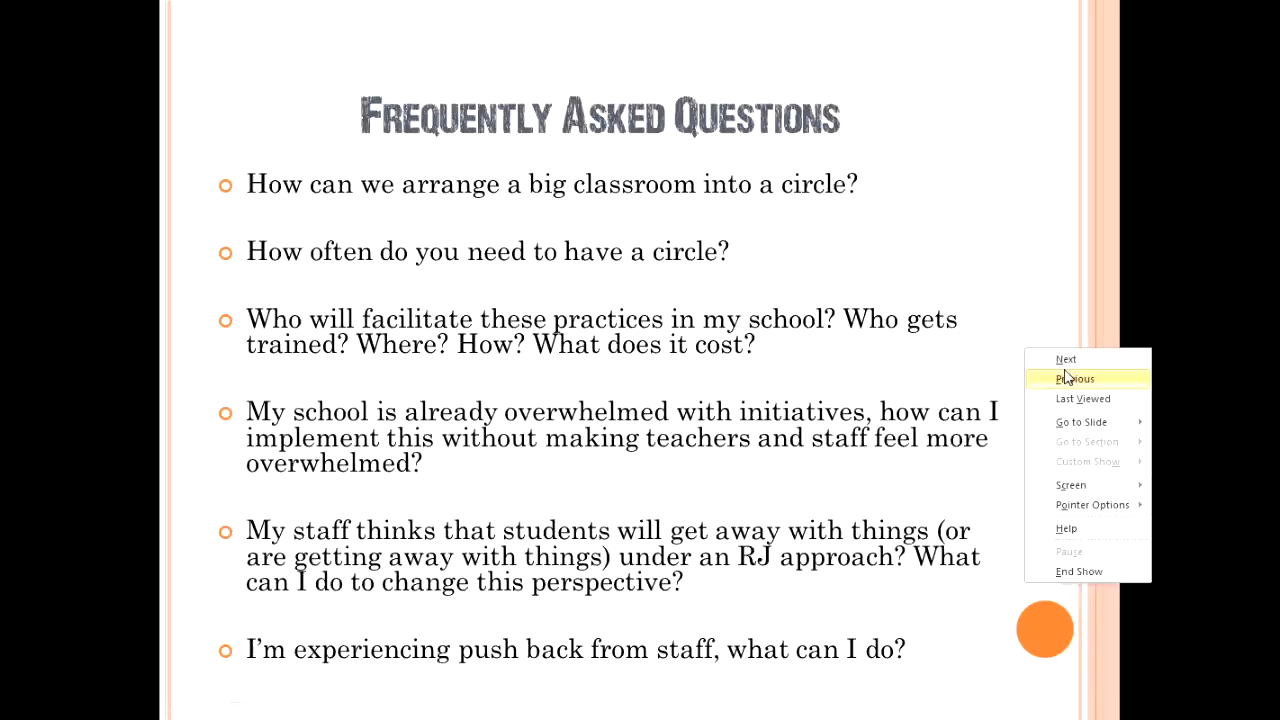 Frequently Asked Questions
How can we arrange a big classroom into a circle?
How often do you need to have a circle?
Who will facilitate these practices in my school? Who gets
trained? Where? How? What does it cost?
My school is already overwhelmed with initiatives, how can I
implement this without making teachers and staff feel more
overwhelmed?
My staff thinks that students will get away with things (or
are getting away with things) under an RJ approach? What
can I do to change this perspective?
I'm experiencing push back from staff, what can I do?
Next
Previous
Last Viewed
Go to Slide
Go to Section
Custom Show
Screen
Pointer Options
Help
Pause
End Show